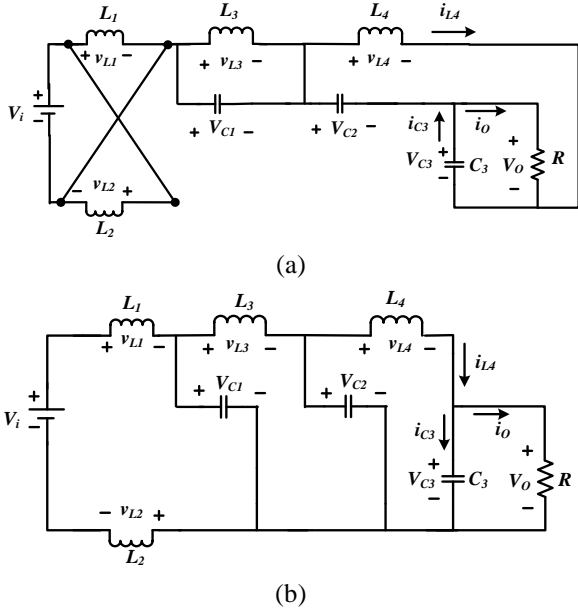 L1 L3 L4 iL4
+ vL1 − + vL3 − + vL4 −
Vi + −
+ VC1 − + VC2 − iC3 iO
VC3 + − C3 + VO − R
− vL2 +
L2
(a)
L1 L3 L4
+ vL1 − + vL3 − + vL4 −
iL4
+ VC1 − + VC2 −
Vi + −
iC3 iO
VC3 + − C3 + VO − R
− vL2 +
L2
(b)